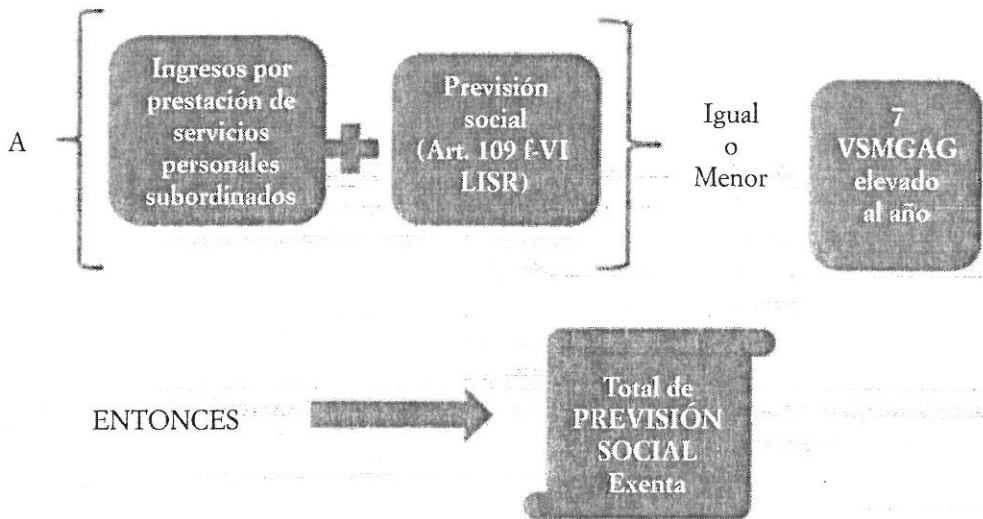 A
Ingresos por
prestación de
servicios
personales
subordinados
Previsión
social
(Art. 109 f-VI
LISR)
Igual
o
Menor
7
VSMGAG
elevado
al año
ENTONCES
Total de
PREVISIÓN
SOCIAL
Exenta